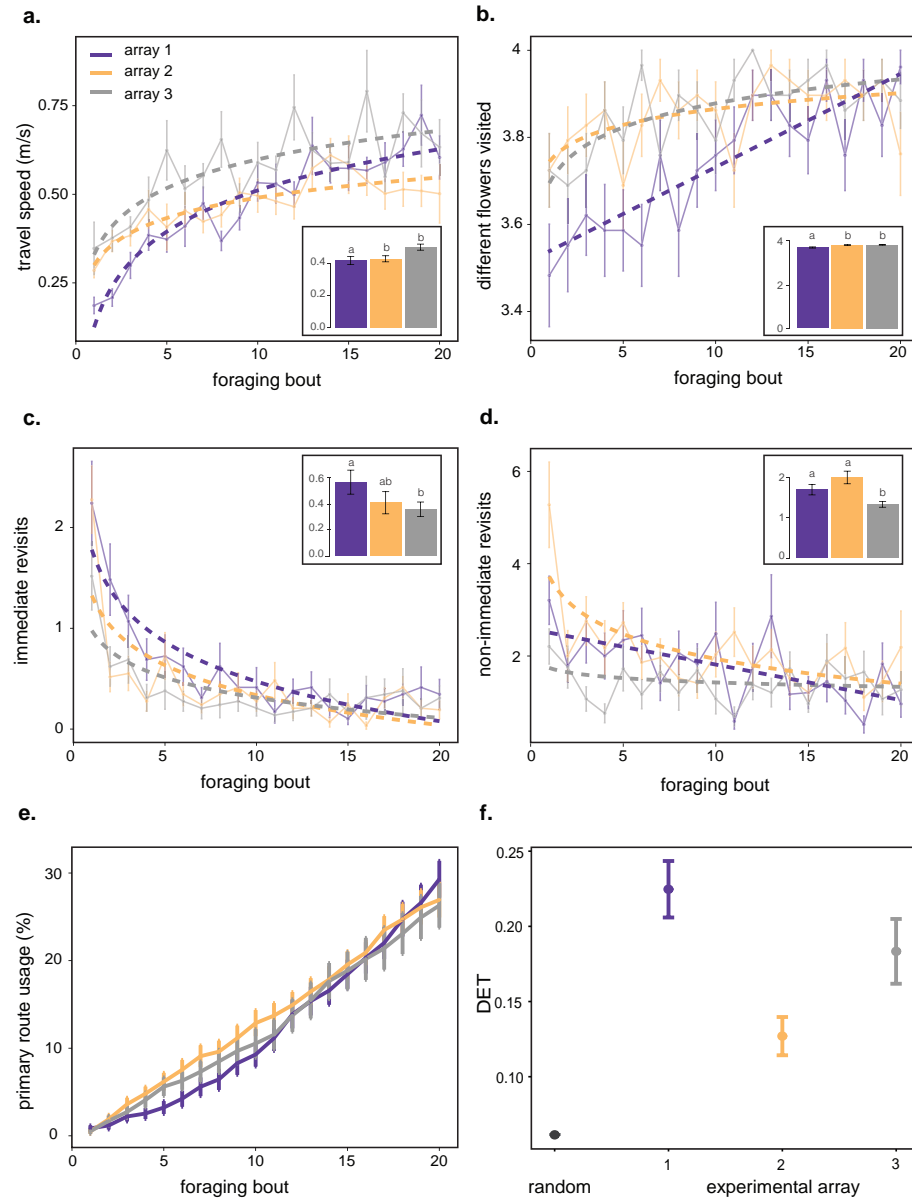 a.
array 1
array 2
array 3
0.75
0.50
0.25
travel speed (m/s)
0 5 10 15 20
foraging bout
a b b
0.4
0.4
0.0
b.
4
3.8
3.6
3.4
different flowers visited
0 5 10 15 20
foraging bout
a b b
4
2
0
c.
2
1
0
immediate revisits
0 5 10 15 20
foraging bout
a ab b
0.6
0.4
0.2
0.0
d.
6
4
2
non-immediate revisits
0 5 10 15 20
foraging bout
a a b
2
1
0
e.
30
20
10
0
primary route usage (%)
0 5 10 15 20
foraging bout
f.
0.25
0.20
0.15
0.10
DET
1 2 3
random experimental array